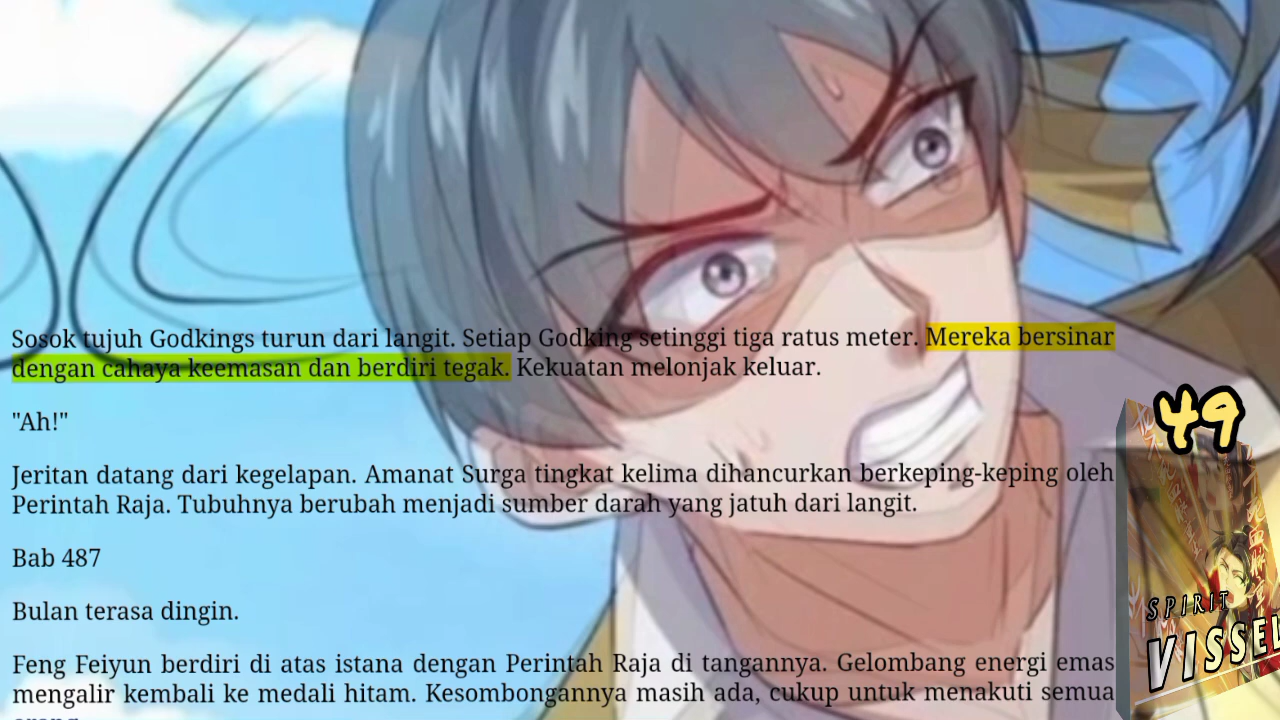 Sosok tujuh Godkings turun dari langit. Setiap Godking setinggi tiga ratus meter. Mereka bersinar
dengan cahaya keemasan dan berdiri tegak. Kekuatan melonjak keluar.
"Ah!"
Jeritan datang dari kegelapan. Amanat Surga tingkat kelima dihancurkan berkeping-keping oleh
Perintah Raja. Tubuhnya berubah menjadi sumber darah yang jatuh dari langit.
Bab 487
Bulan terasa dingin.
Feng Feiyun berdiri di atas istana dengan Perintah Raja di tangannya. Gelombang energi emas
mengalir kembali ke medali hitam. Kesombongannya masih ada, cukup untuk menakuti semua
49
SPIRIT
VISSEL